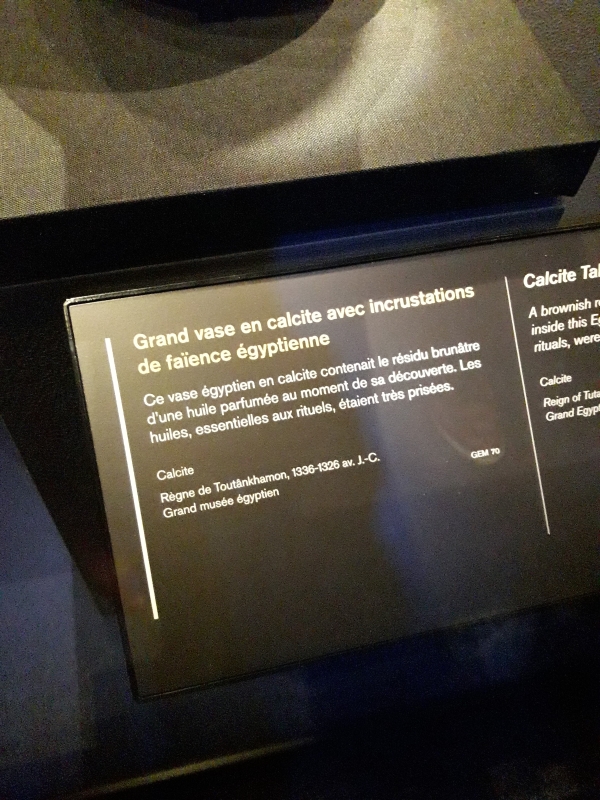 Grand vase en calcite avec incrustations
de faïence égyptienne
Ce vase égyptien en calcite contenait le résidu brunâtre
d'une huile parfumée au moment de sa découverte. Les
huiles, essentielles aux rituels, étaient très prisées.
Calcite
GEM 70
Règne de Toutânkhamon, 1336-1326 av. J.-C.
Grand musée égyptien
Calcite
A brownish
inside this
rituals, were
Calcite
Reign of
Grand